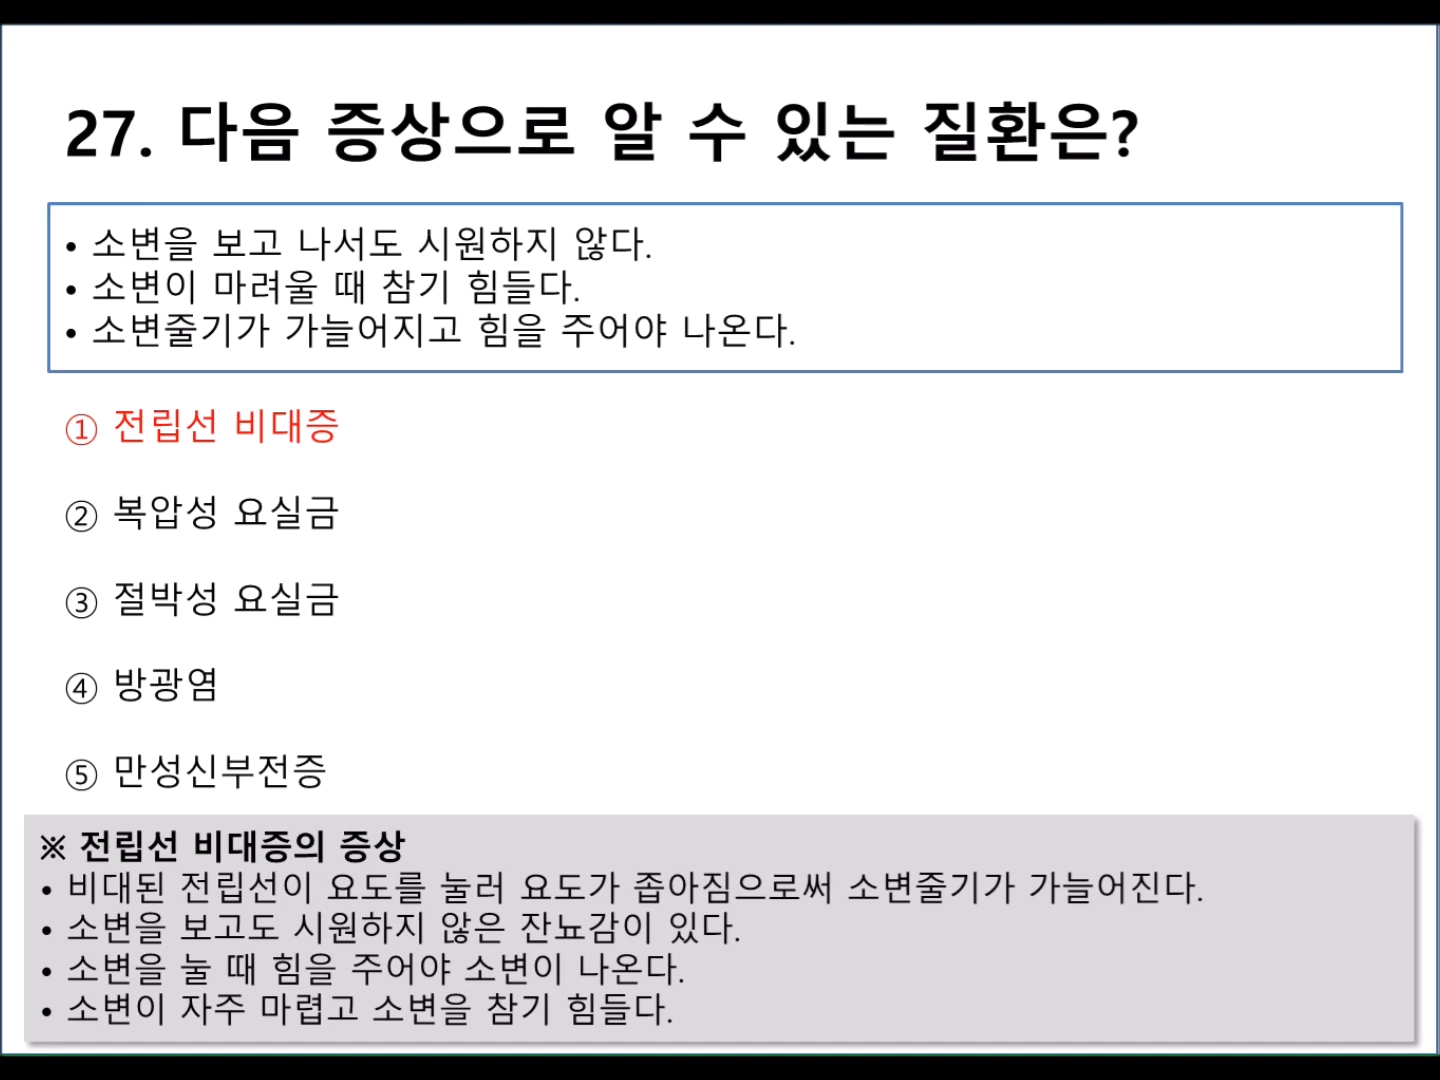 27. 다음 증상으로 알 수 있는 질환은?
• 소변을 보고 나서도 시원하지 않다.
• 소변이 마려울 때 참기 힘들다.
• 소변줄기가 가늘어지고 힘을 주어야 나온다.
① 전립선 비대증
② 복압성 요실금
③ 절박성 요실금
④ 방광염
⑤ 만성신부전증
※ 전립선 비대증의 증상
• 비대된 전립선이 요도를 눌러 요도가 좁아짐으로써 소변줄기가 가늘어진다.
• 소변을 보고도 시원하지 않은 잔뇨감이 있다.
• 소변을 눌 때 힘을 주어야 소변이 나온다.
• 소변이 자주 마렵고 소변을 참기 힘들다.